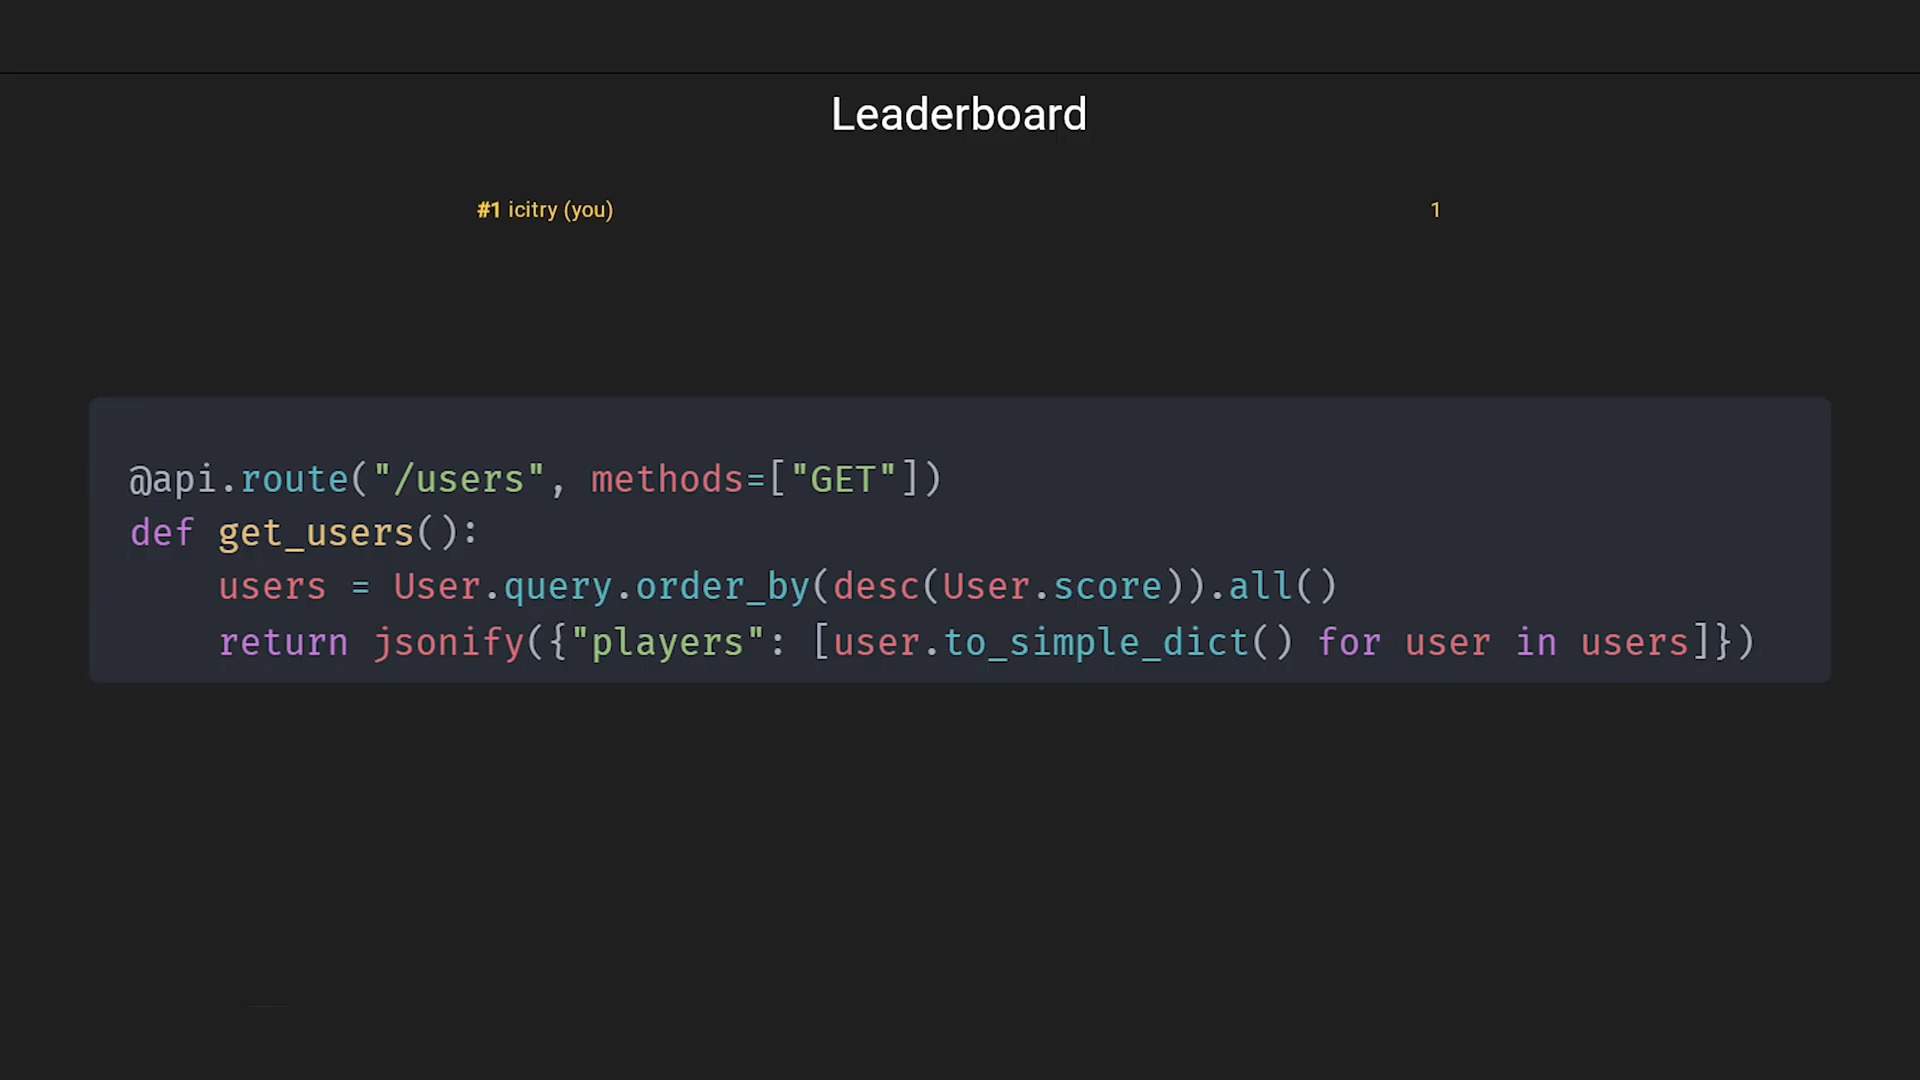 Leaderboard
#1 icitry (you) 1
@api.route("/users", methods=["GET"])
def get_users():
    users = User.query.order_by(desc(User.score)).all()
    return jsonify({"players": [user.to_simple_dict() for user in users]})